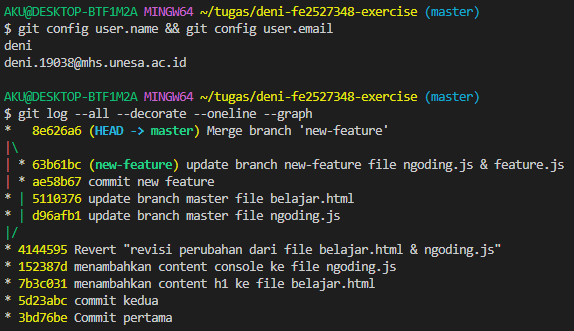 AKU@DESKTOP-BTF1M2A MINGW64 ~/tugas/deni-fe2527348-exercise (master)
$ git config user.name && git config user.email
deni
deni.19038@mhs.unesa.ac.id
AKU@DESKTOP-BTF1M2A MINGW64 ~/tugas/deni-fe2527348-exercise (master)
$ git log --all --decorate --oneline --graph
*   8e626a6 (HEAD -> master) Merge branch 'new-feature'
|\
| * 63b61bc (new-feature) update branch new-feature file ngoding.js & feature.js
| * ae58b67 commit new feature
* | 5110376 update branch master file belajar.html
* | d96afb1 update branch master file ngoding.js
|/
* 4144595 Revert "revisi perubahan dari file belajar.html & ngoding.js"
* 152387d menambahkan content console ke file ngoding.js
* 7b3c031 menambahkan content h1 ke file belajar.html
* 5d23abc commit kedua
* 3bd76be Commit pertama